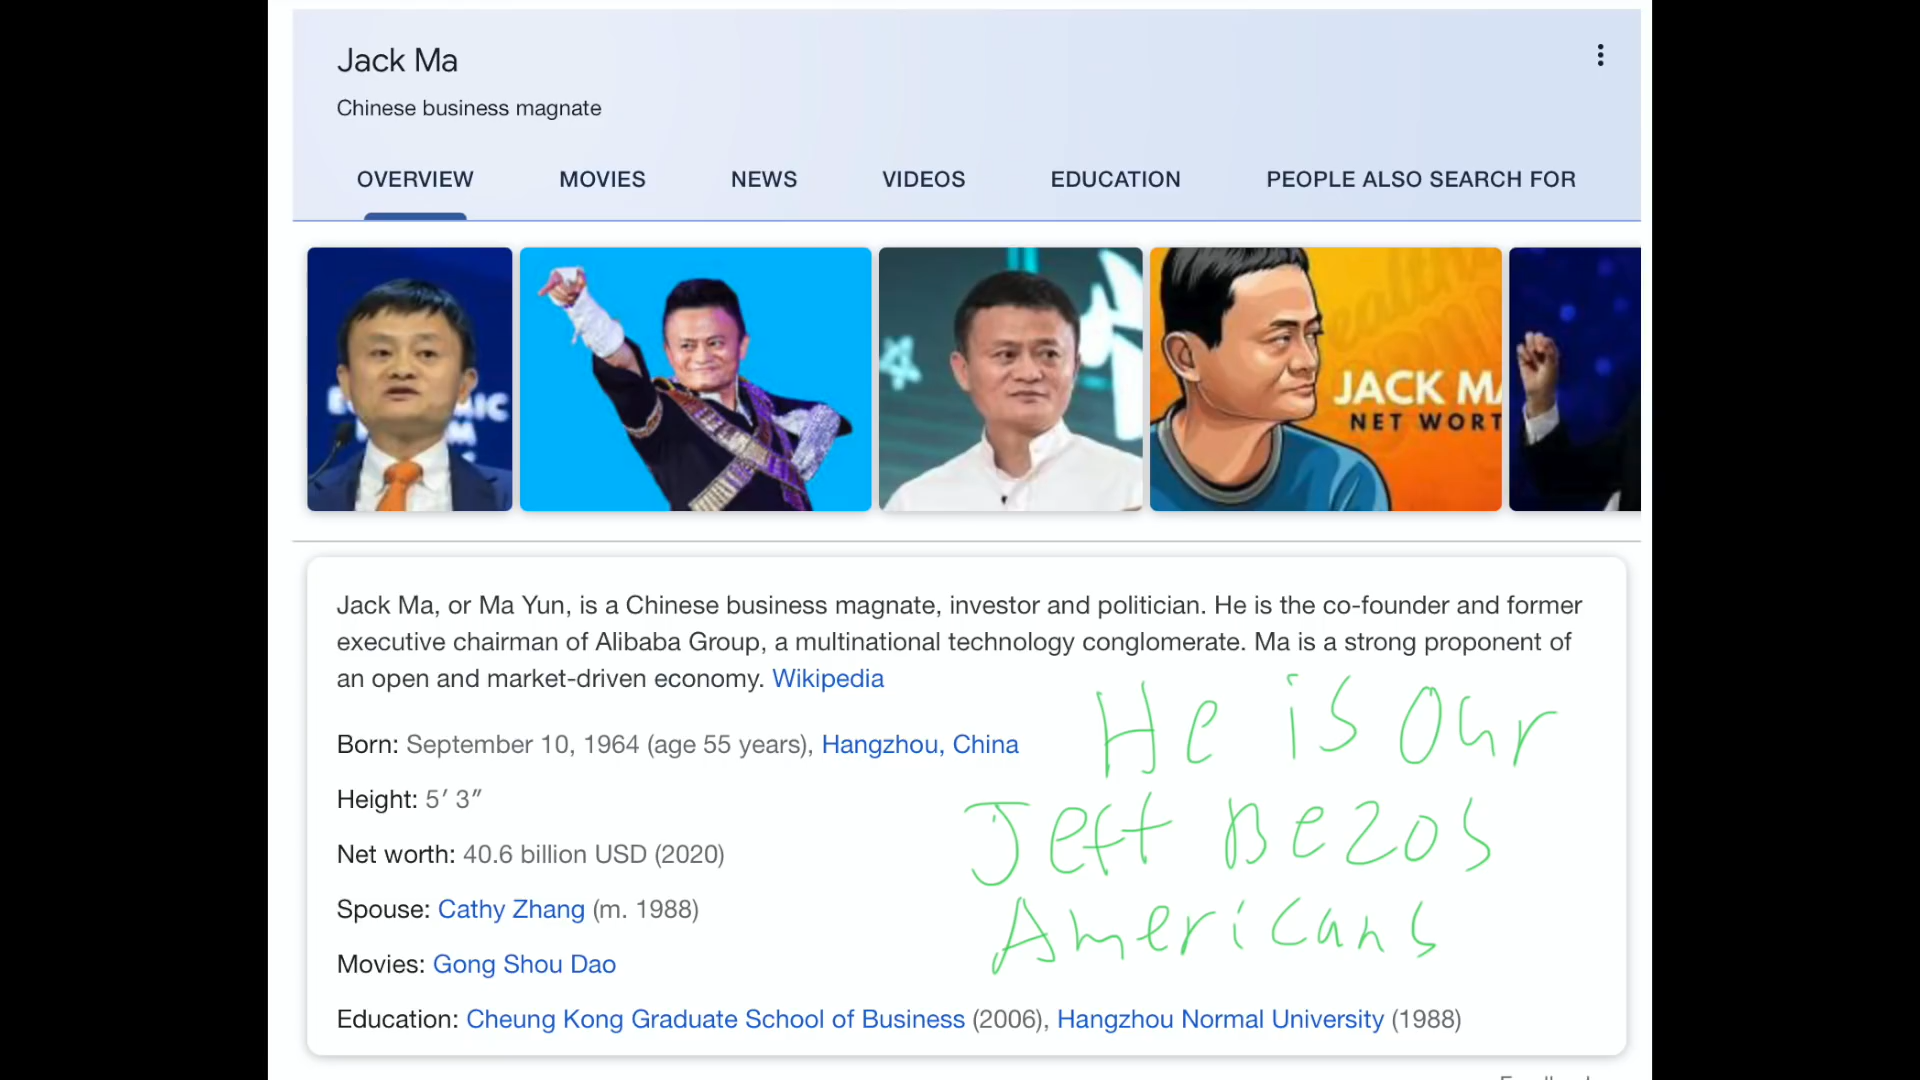 Jack Ma
Chinese business magnate
OVERVIEW MOVIES NEWS VIDEOS EDUCATION PEOPLE ALSO SEARCH FOR
JACK MA
NET WORT
Jack Ma, or Ma Yun, is a Chinese business magnate, investor and politician. He is the co-founder and former
executive chairman of Alibaba Group, a multinational technology conglomerate. Ma is a strong proponent of
an open and market-driven economy. Wikipedia
Born: September 10, 1964 (age 55 years), Hangzhou, China
Height: 5′ 3″
Net worth: 40.6 billion USD (2020)
Spouse: Cathy Zhang (m. 1988)
Movies: Gong Shou Dao
Education: Cheung Kong Graduate School of Business (2006), Hangzhou Normal University (1988)
He is Our
Jeff Bezos
Americans